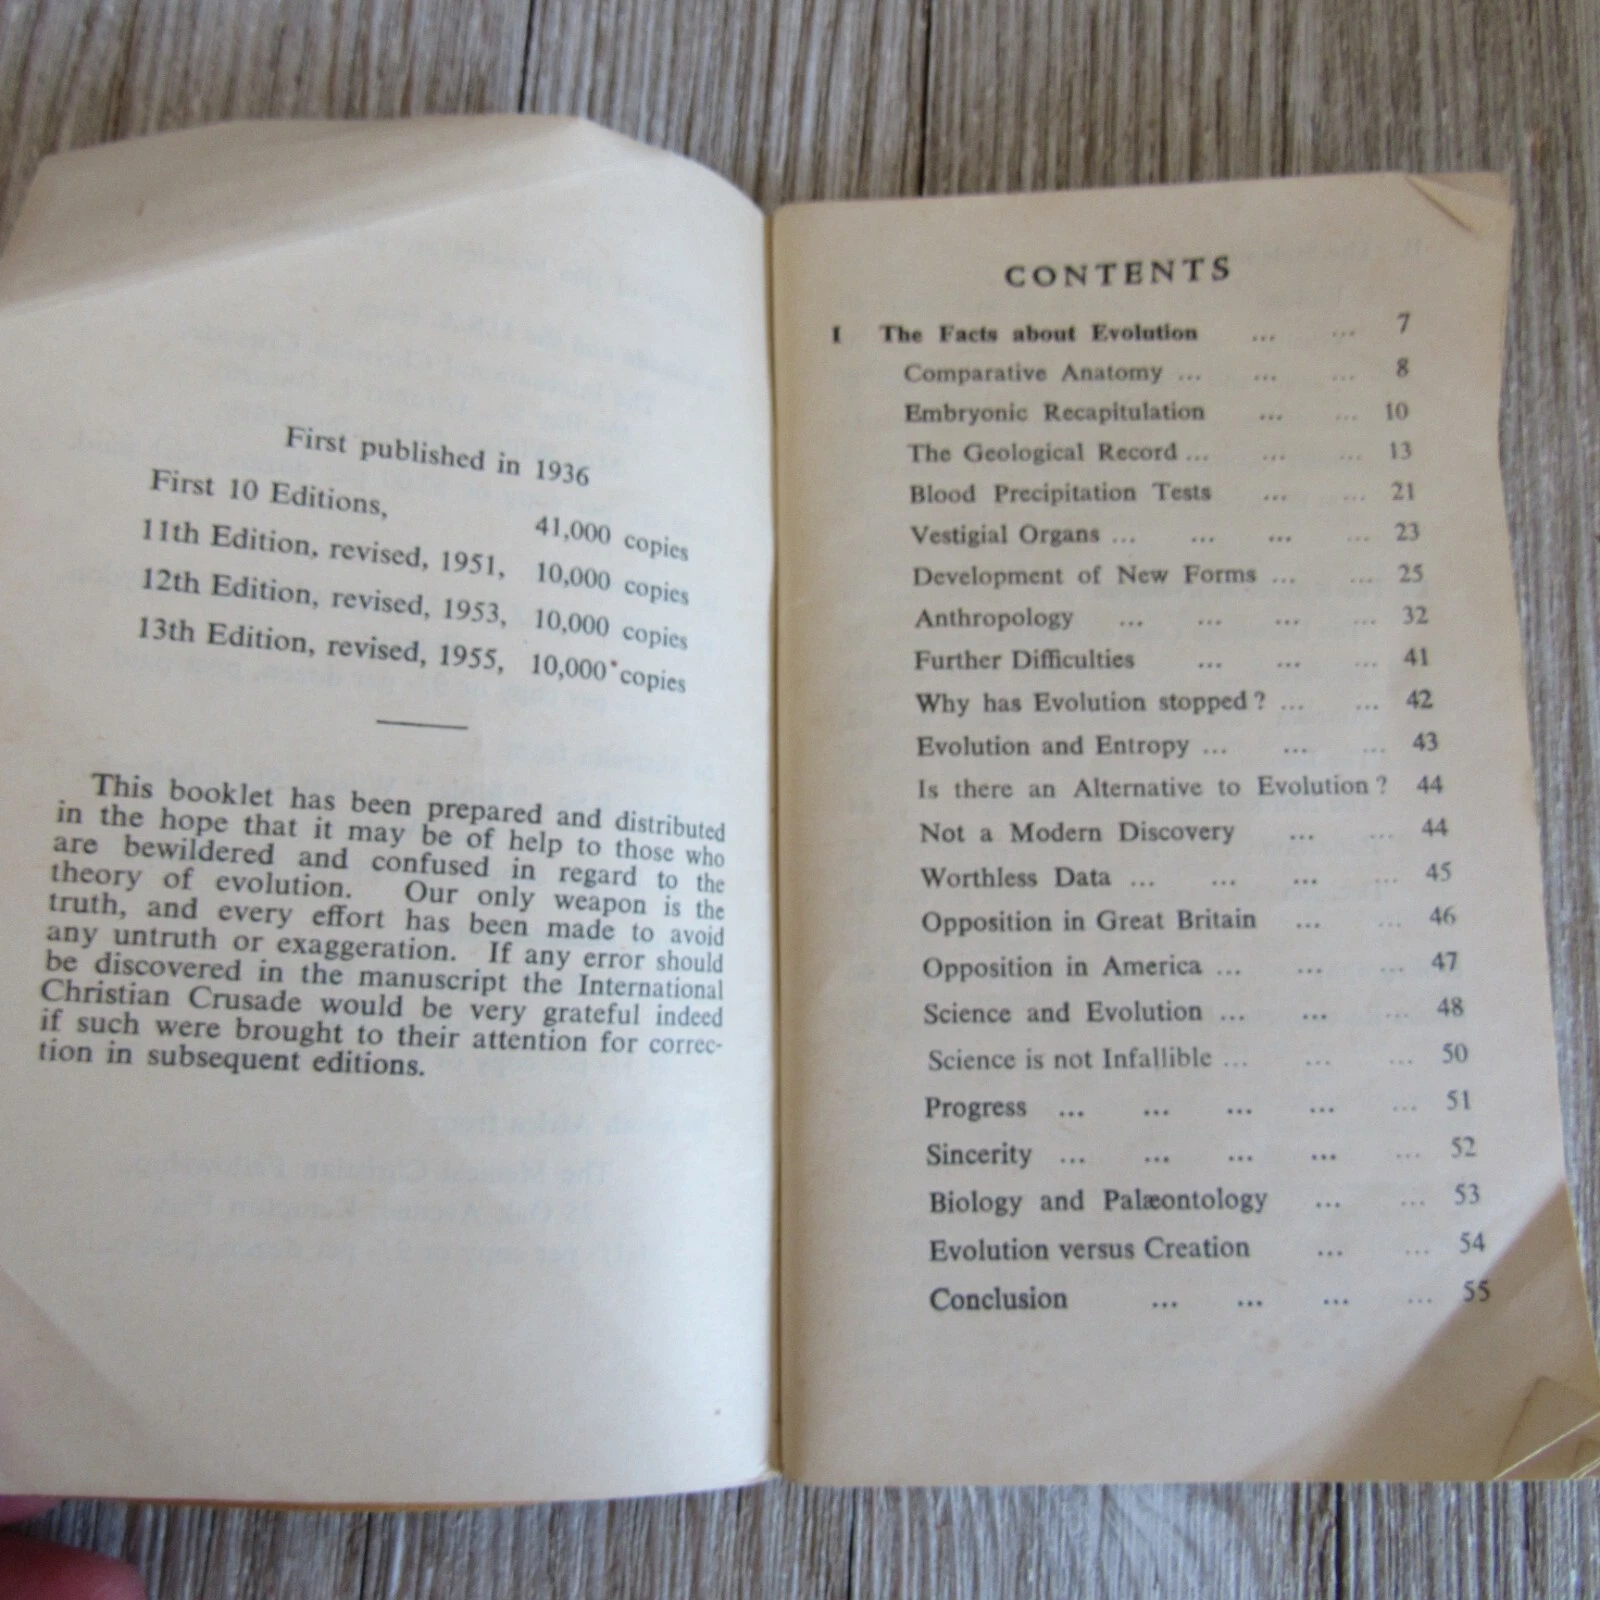 First published in 1936
First 10 Editions, 41,000 copies
11th Edition, revised, 1951, 10,000 copies
12th Edition, revised, 1953, 10,000 copies
13th Edition, revised, 1955, 10,000 copies
This booklet has been prepared and distributed
in the hope that it may be of help to those who
are bewildered and confused in regard to the
theory of evolution. Our only weapon is the
truth, and every effort has been made to avoid
any untruth or exaggeration. If any error should
be discovered in the manuscript the International
Christian Crusade would be very grateful indeed
if such were brought to their attention for correc-
tion in subsequent editions.
CONTENTS
I The Facts about Evolution ... ... 7
Comparative Anatomy ... ... ... 8
Embryonic Recapitulation ... ... 10
The Geological Record ... ... ... 13
Blood Precipitation Tests ... ... 21
Vestigial Organs ... ... ... ... 23
Development of New Forms ... ... 25
Anthropology ... ... ... ... 32
Further Difficulties ... ... ... 41
Why has Evolution stopped? ... ... 42
Evolution and Entropy ... ... ... 43
Is there an Alternative to Evolution? 44
Not a Modern Discovery ... ... 44
Worthless Data ... ... ... ... 45
Opposition in Great Britain ... ... 46
Opposition in America ... ... ... 47
Science and Evolution ... ... ... 48
Science is not Infallible ... ... ... 50
Progress ... ... ... ... ... 51
Sincerity ... ... ... ... ... 52
Biology and Palæontology ... ... 53
Evolution versus Creation ... ... 54
Conclusion ... ... ... ... 55